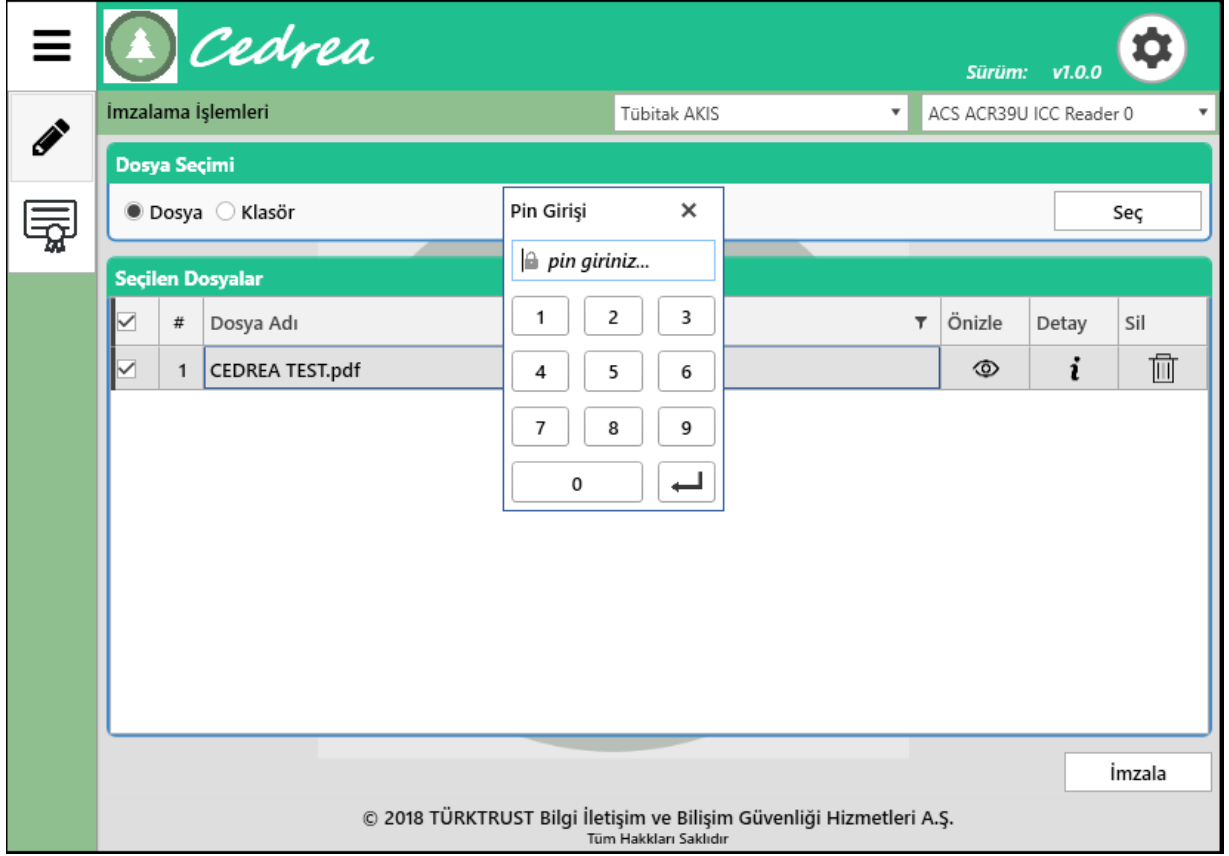 Cedrea
Sürüm: v1.0.0
İmzalama İşlemleri
Tübitak AKIS
ACS ACR39U ICC Reader 0
Dosya Seçimi
Dosya Klasör
Seç
Pin Girişi
pin giriniz...
1 2 3
4 5 6
7 8 9
0
Seçilen Dosyalar
# Dosya Adı Önizle Detay Sil
1 CEDREA TEST.pdf
İmzala
© 2018 TÜRKTRUST Bilgi İletişim ve Bilişim Güvenliği Hizmetleri A.Ş.
Tüm Hakkları Saklıdır